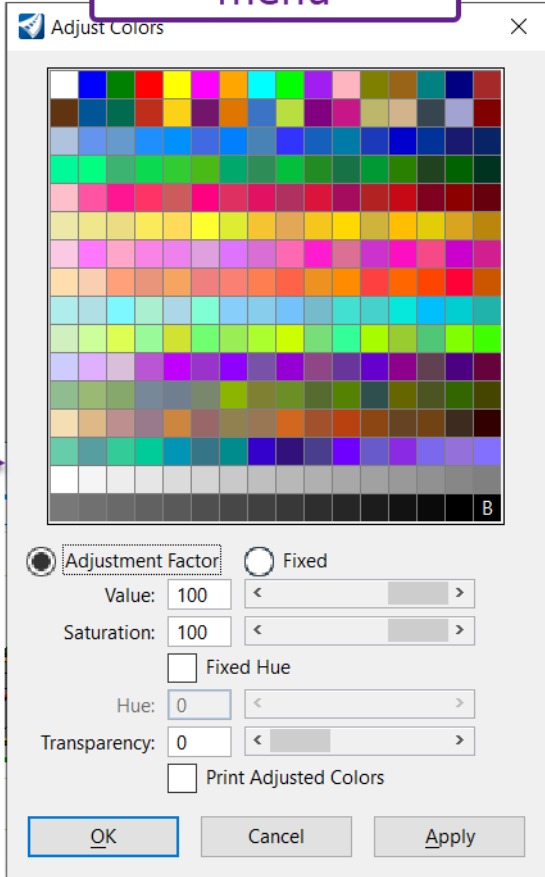 menu
Adjust Colors
B
Adjustment Factor Fixed
Value: 100
Saturation: 100
Fixed Hue
Hue: 0
Transparency: 0
Print Adjusted Colors
OK Cancel Apply